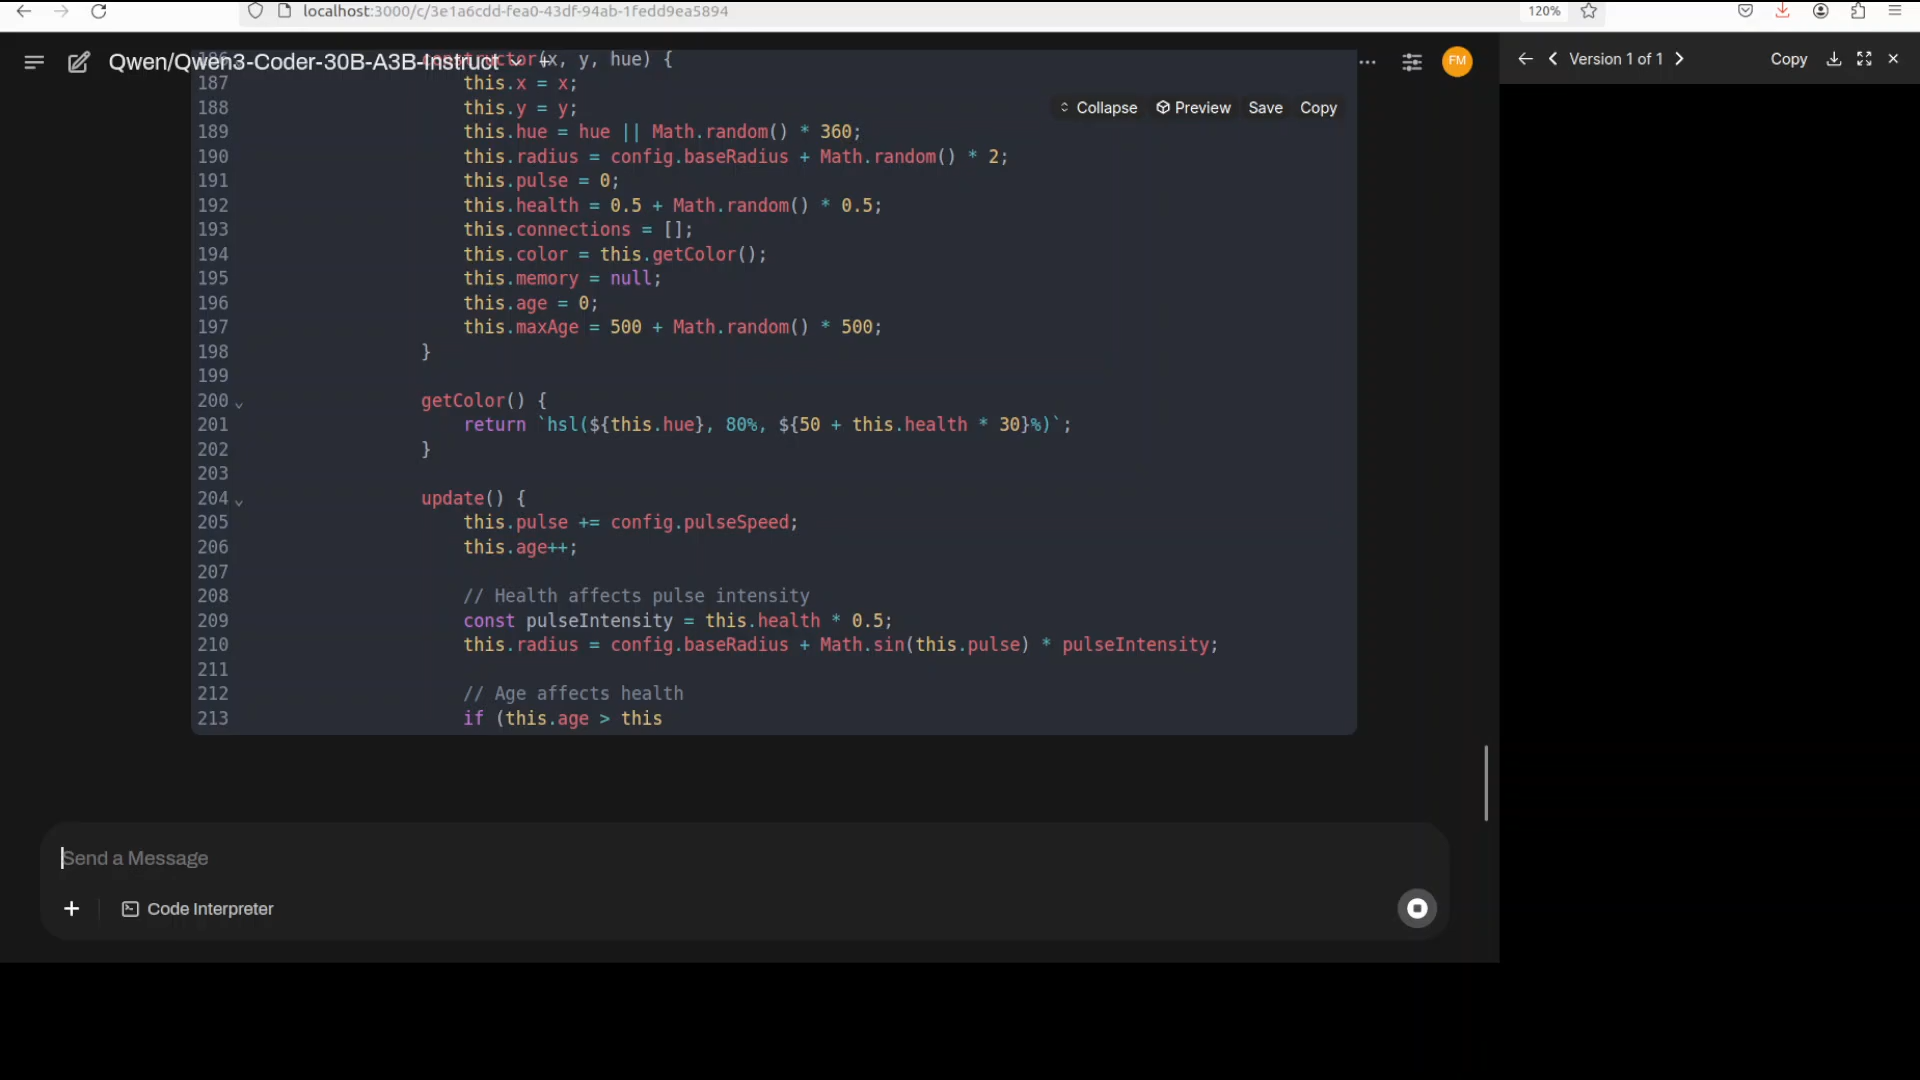 localhost:3000/c/3e1a6cdd-fea0-43df-94ab-1fedd9ea5894
120%
Qwen/Qwen3-Coder-30B-A3B-Instruct
FM
Version 1 of 1
Copy
Collapse Preview Save Copy
186 constructor(x, y, hue) {
187 this.x = x;
188 this.y = y;
189 this.hue = hue || Math.random() * 360;
190 this.radius = config.baseRadius + Math.random() * 2;
191 this.pulse = 0;
192 this.health = 0.5 + Math.random() * 0.5;
193 this.connections = [];
194 this.color = this.getColor();
195 this.memory = null;
196 this.age = 0;
197 this.maxAge = 500 + Math.random() * 500;
198 }
199
200 getColor() {
201 return `hsl(${this.hue}, 80%, ${50 + this.health * 30}%)`;
202 }
203
204 update() {
205 this.pulse += config.pulseSpeed;
206 this.age++;
207
208 // Health affects pulse intensity
209 const pulseIntensity = this.health * 0.5;
210 this.radius = config.baseRadius + Math.sin(this.pulse) * pulseIntensity;
211
212 // Age affects health
213 if (this.age > this
Send a Message
+ Code Interpreter